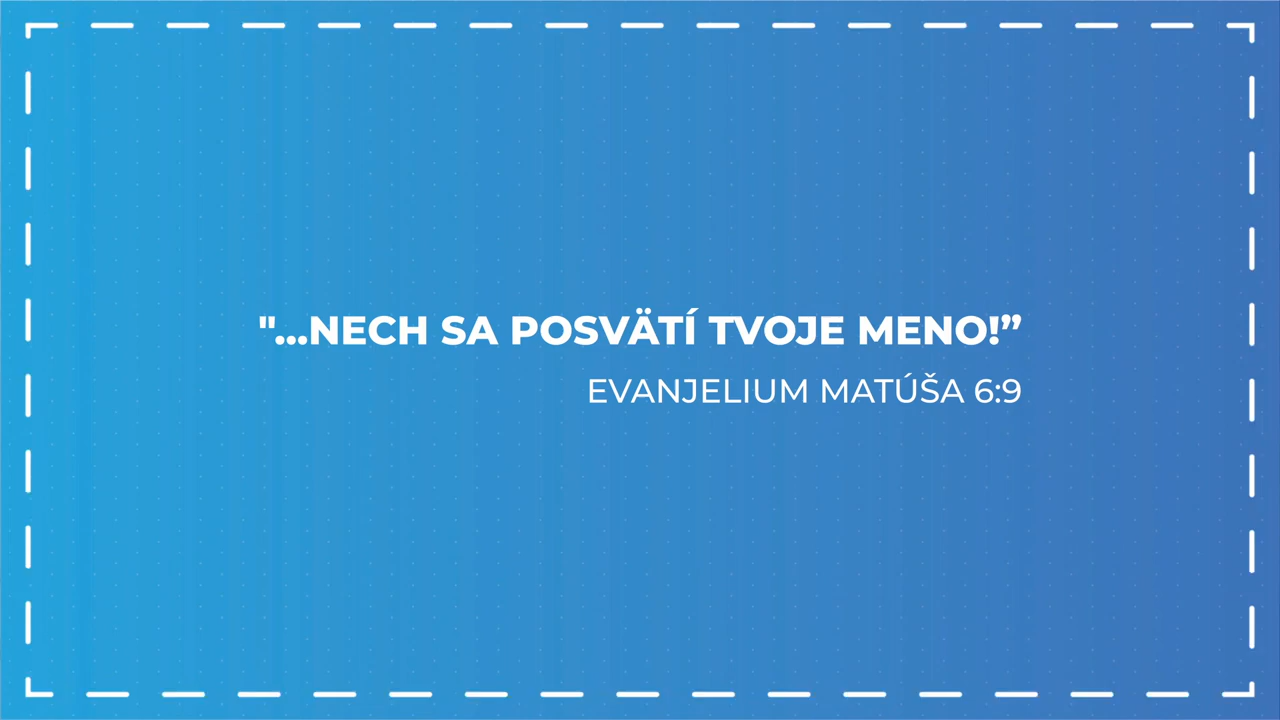 "...NECH SA POSVÄTÍ TVOJE MENO!”
EVANJELIUM MATÚŠA 6:9